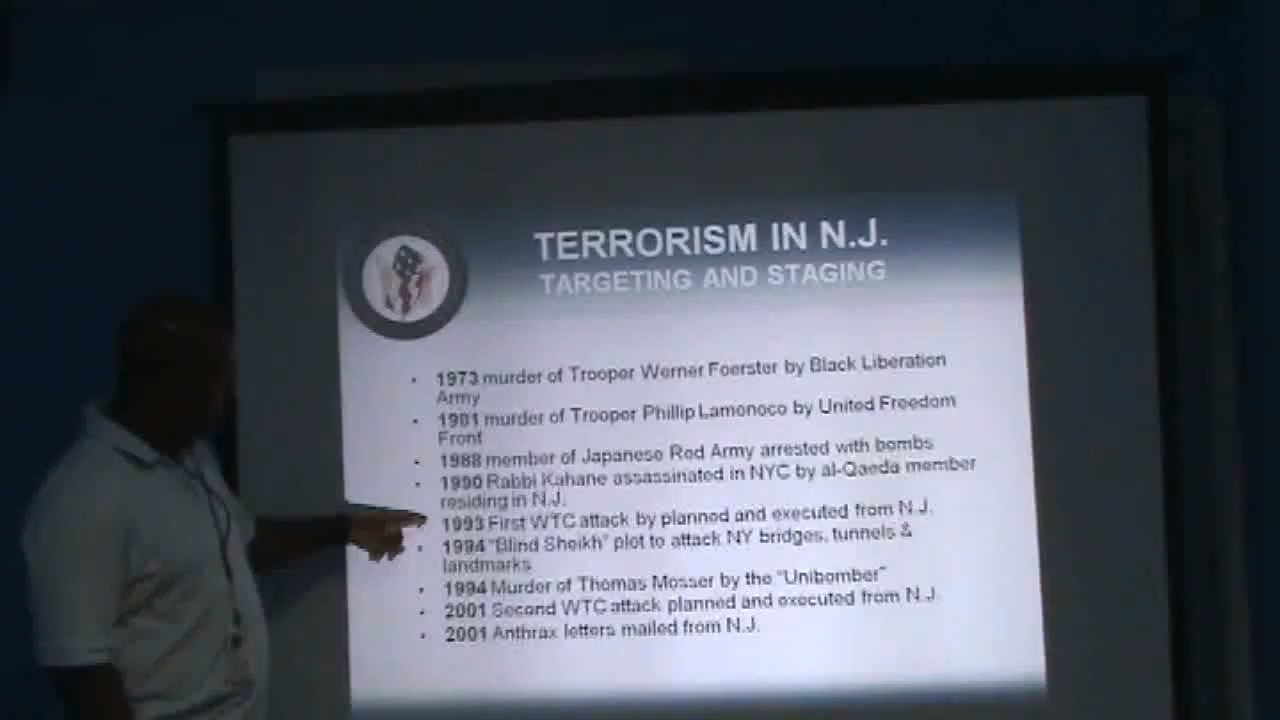 TERRORISM IN N.J.
TARGETING AND STAGING
• 1973 murder of Trooper Werner Foerster by Black Liberation
Army
• 1981 murder of Trooper Phillip Lamonoco by United Freedom
Front
• 1988 member of Japanese Red Army arrested with bombs
• 1990 Rabbi Kahane assassinated in NYC by al-Qaeda member
residing in N.J.
1993 First WTC attack by planned and executed from N.J.
• 1994 "Blind Sheikh" plot to attack NY bridges, tunnels &
landmarks
• 1994 Murder of Thomas Mosser by the "Unibomber"
• 2001 Second WTC attack planned and executed from N.J.
• 2001 Anthrax letters mailed from N.J.